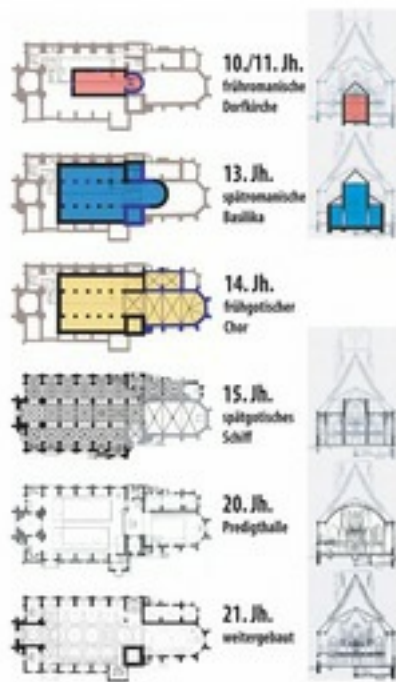 10./11. Jh.
frühromanische
Dorfkirche
13. Jh.
spätromanische
Basilika
14. Jh.
frühgotischer
Chor
15. Jh.
spätgotisches
Schiff
20. Jh.
Predigthalle
21. Jh.
weitergebaut